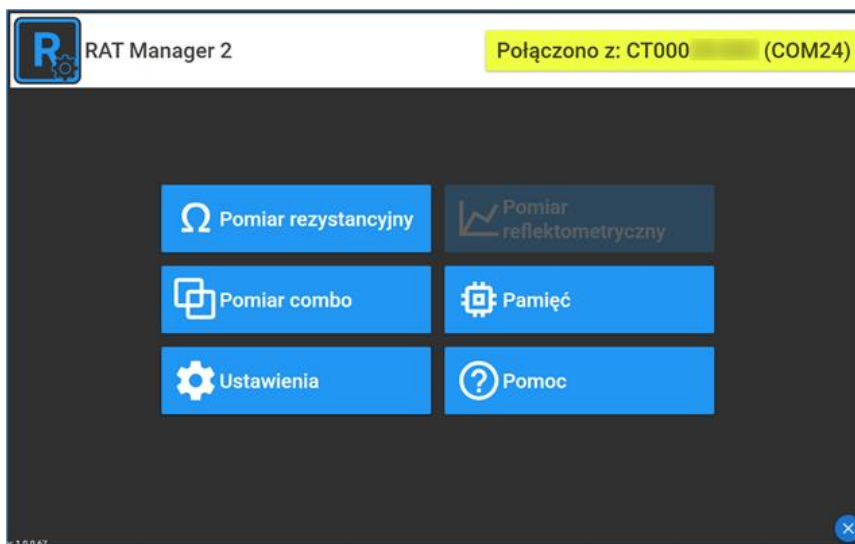 R
RAT Manager 2
Połączono z: CT000 (COM24)
Pomiar rezystancyjny
Pomiar
reflektometryczny
Pomiar combo
Pamięć
Ustawienia
Pomoc